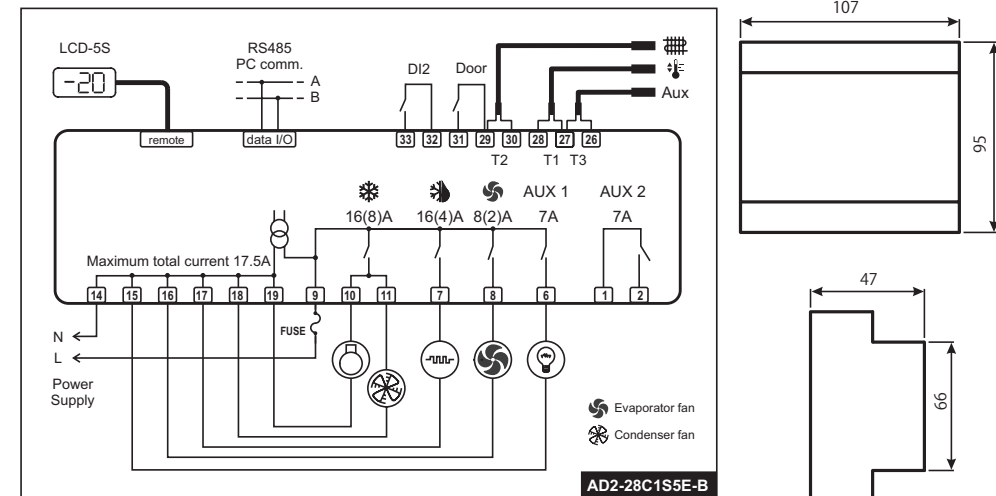 LCD-5S
-20
RS485
PC comm.
A
B
DI2
Door
Aux
remote
data I/O
33 32 31 29 30 28 27 26
T2 T1 T3
AUX 1 AUX 2
16(8)A 16(4)A 8(2)A 7A 7A
Maximum total current 17.5A
14 15 16 17 18 19 9 10 11 7 8 6 1 2
FUSE
N
L
Power
Supply
Evaporator fan
Condenser fan
AD2-28C1S5E-B
107
95
47
66